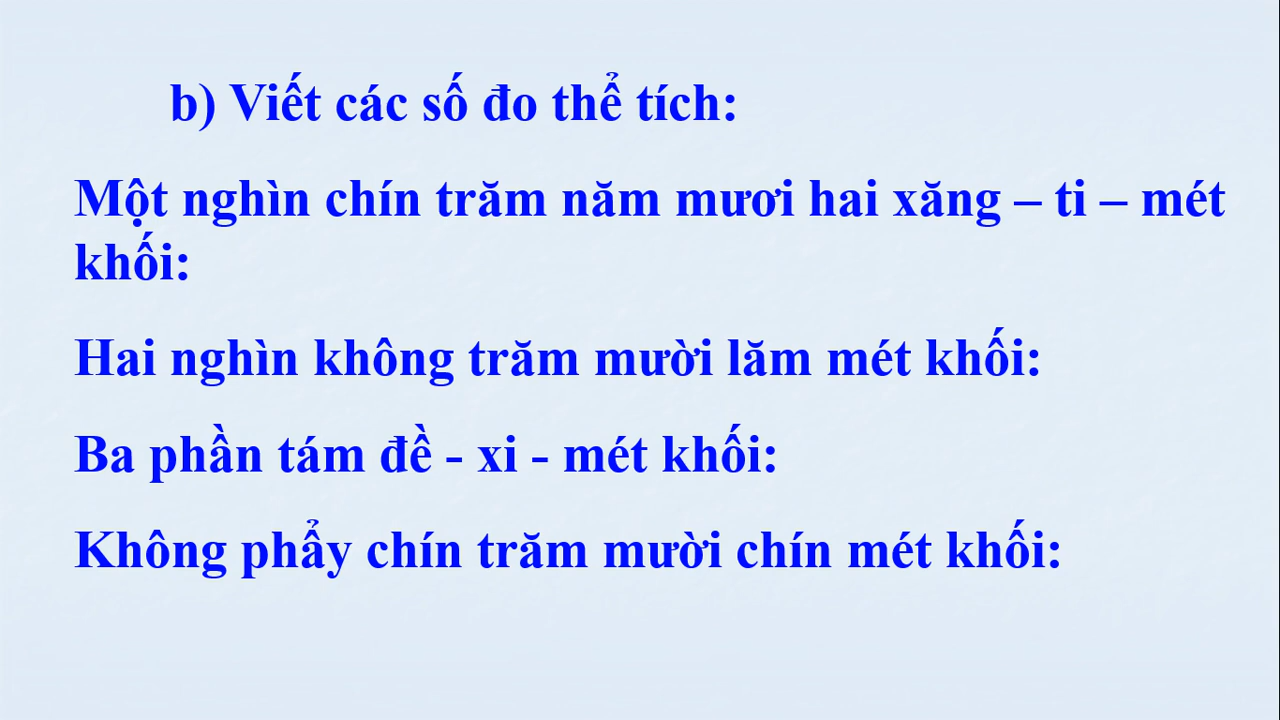 b) Viết các số đo thể tích:
Một nghìn chín trăm năm mươi hai xăng – ti – mét
khối:
Hai nghìn không trăm mười lăm mét khối:
Ba phần tám đề - xi - mét khối:
Không phẩy chín trăm mười chín mét khối: